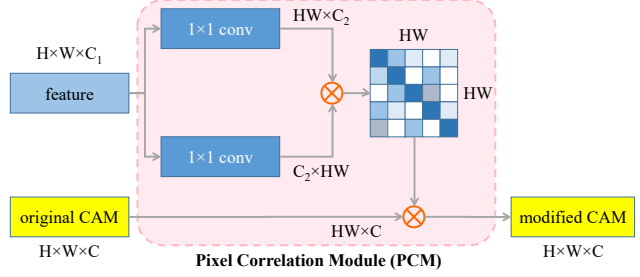 H×W×C₁
feature
1×1 conv
HW×C₂
HW
HW
1×1 conv
C₂×HW
original CAM
H×W×C
HW×C
modified CAM
H×W×C
Pixel Correlation Module (PCM)